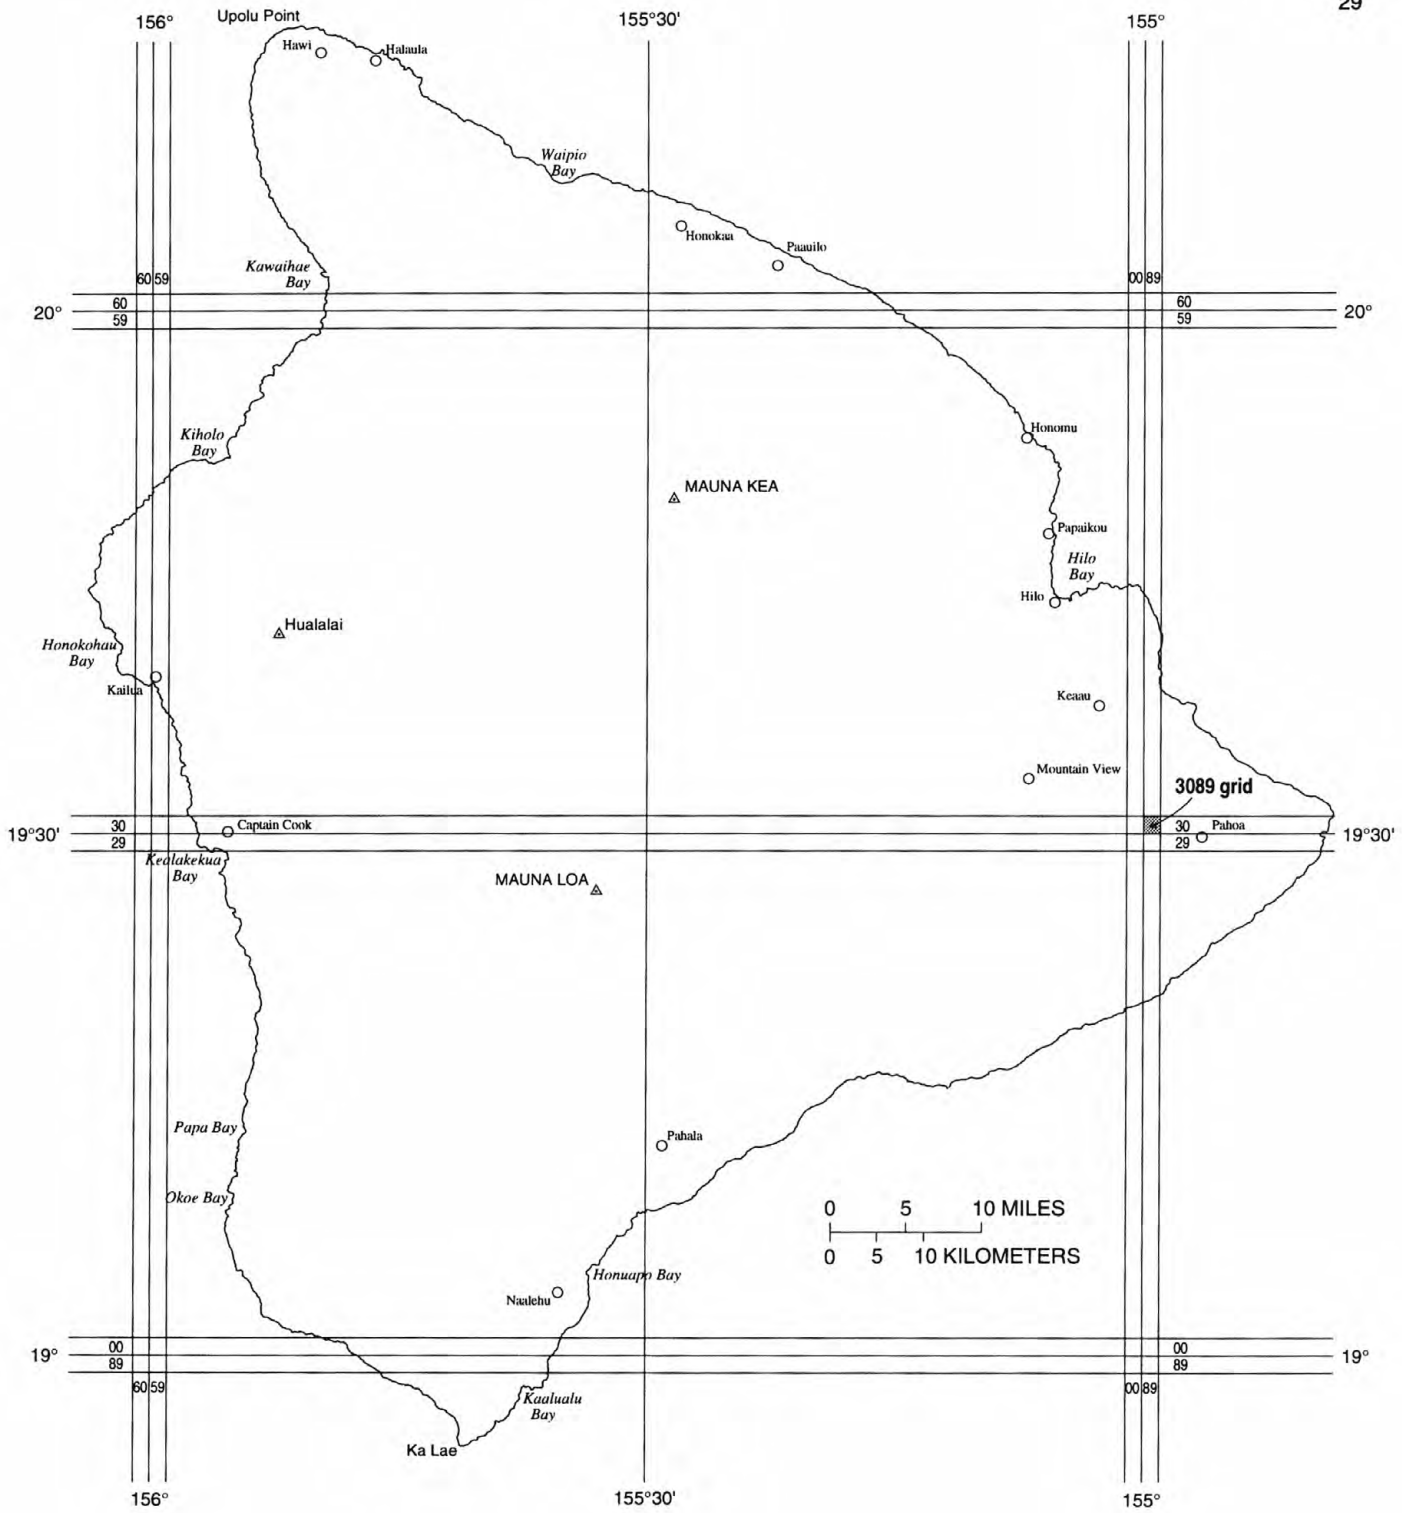 29
156°
Upolu Point
155°30'
155°
Hawi
Halaula
Waipio
Bay
Honokaa
Paauilo
Kawaihae
Bay
60 59
00 89
60
59
20°
60
59
20°
Kiholo
Bay
Honomu
MAUNA KEA
Papaikou
Hilo
Bay
Hilo
Hualalai
Honokohau
Bay
Kailua
Keaau
Mountain View
3089 grid
30
29
19°30'
Captain Cook
30
29
Pahoa
19°30'
Kealakekua
Bay
MAUNA LOA
Papa Bay
Pahala
Okoe Bay
0 5 10 MILES
0 5 10 KILOMETERS
Honuapo Bay
Naalehu
00
89
19°
00
89
19°
60 59
00 89
Kaalualu
Bay
Ka Lae
156°
155°30'
155°